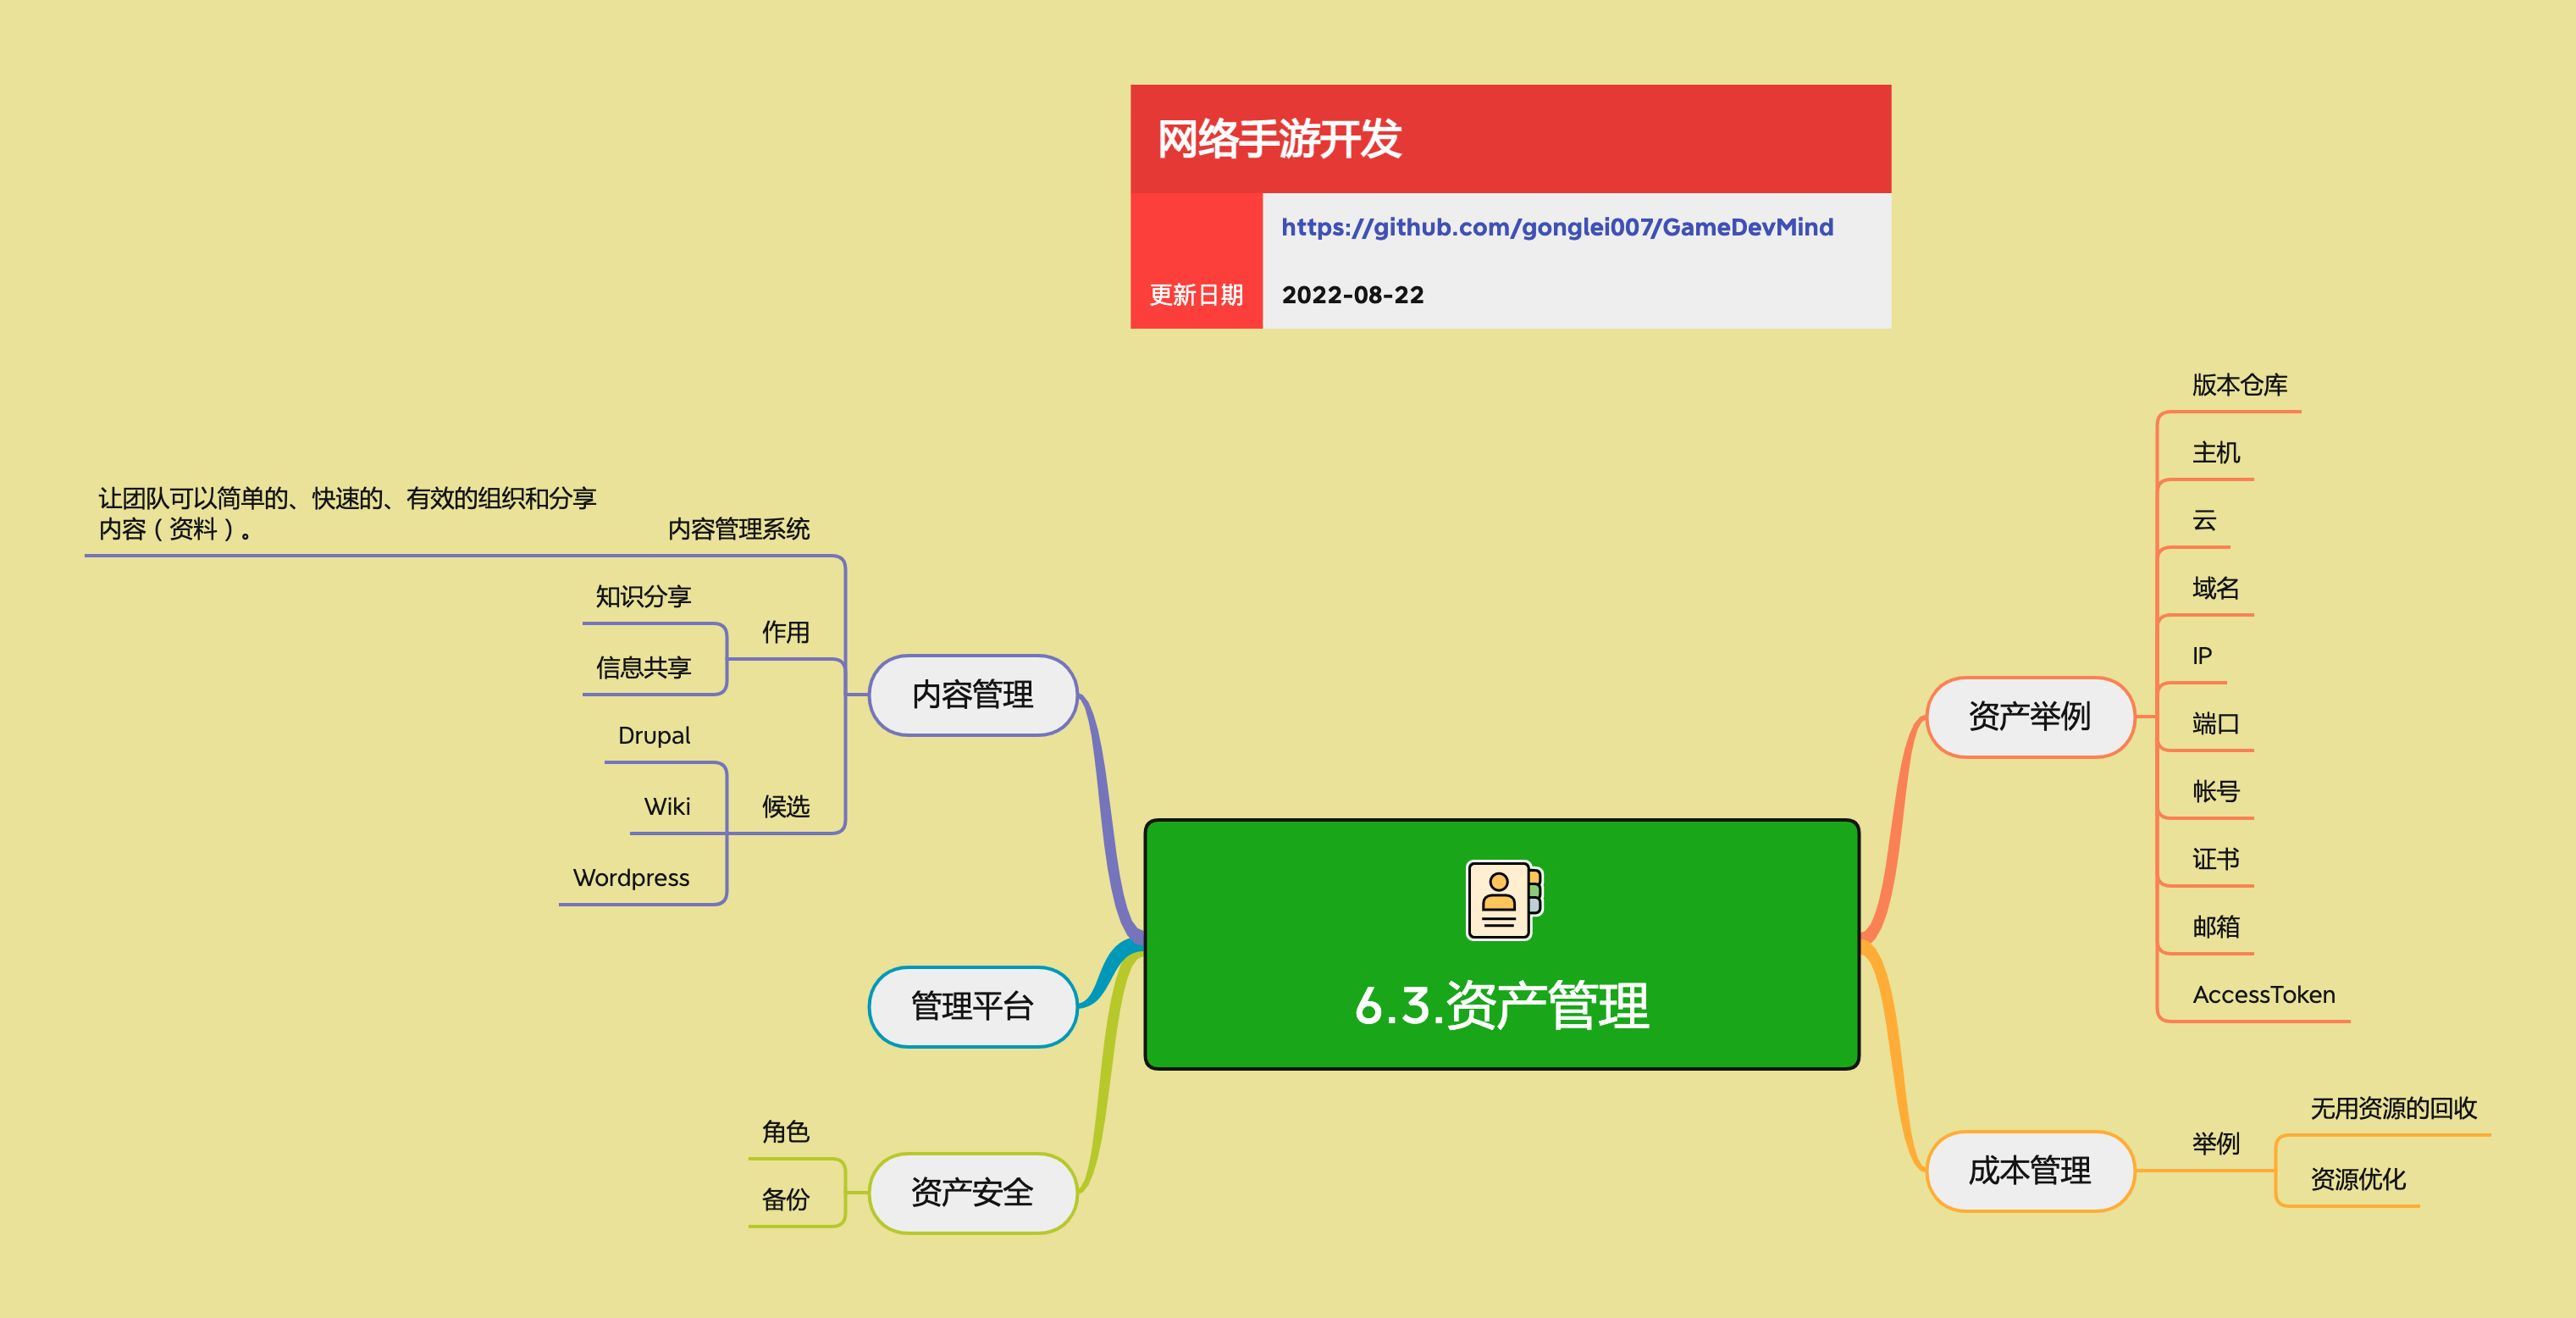 网络手游开发
https://github.com/gonglei007/GameDevMind
更新日期
2022-08-22
6.3.资产管理
资产举例
版本仓库
主机
云
域名
IP
端口
帐号
证书
邮箱
AccessToken
成本管理
举例
无用资源的回收
资源优化
内容管理
内容管理系统
让团队可以简单的、快速的、有效的组织和分享
内容（资料）。
作用
知识分享
信息共享
候选
Drupal
Wiki
Wordpress
管理平台
资产安全
角色
备份